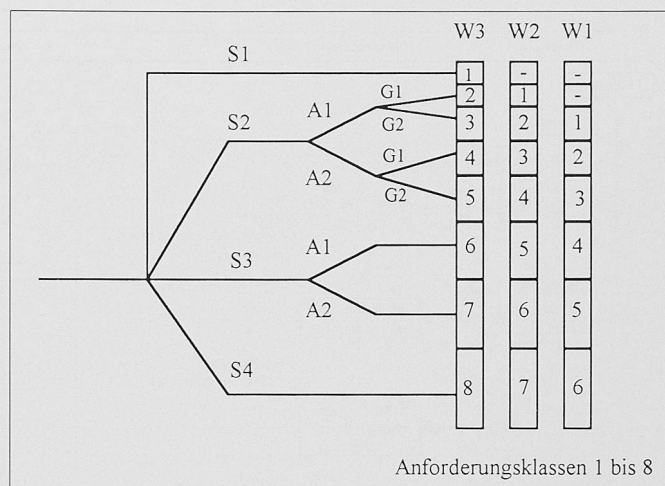 W3 W2 W1
S1
1 - -
G1
2 1 -
A1
S2
G2
3 2 1
G1
4 3 2
A2
G2
5 4 3
A1
6 5 4
S3
A2
7 6 5
S4
8 7 6
Anforderungsklassen 1 bis 8